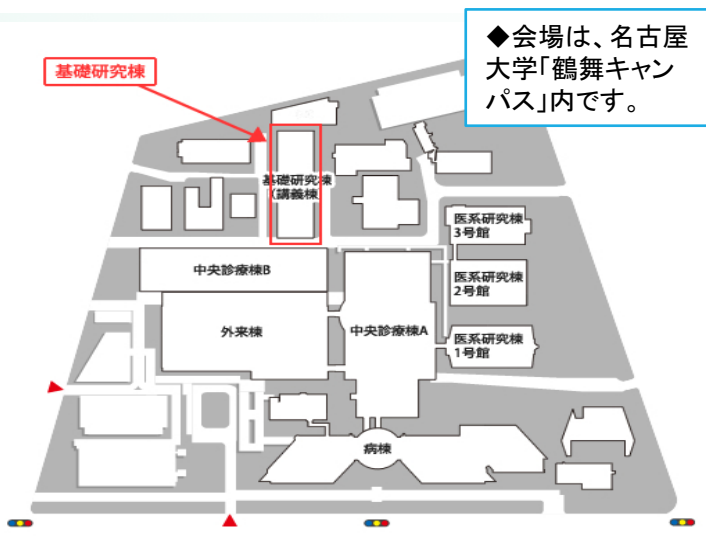 ◆会場は、名古屋
大学「鶴舞キャン
パス」内です。
基礎研究棟
基礎研究棟
（講義棟）
医系研究棟
3号館
中央診療棟B
医系研究棟
2号館
外来棟
中央診療棟A
医系研究棟
1号館
病棟